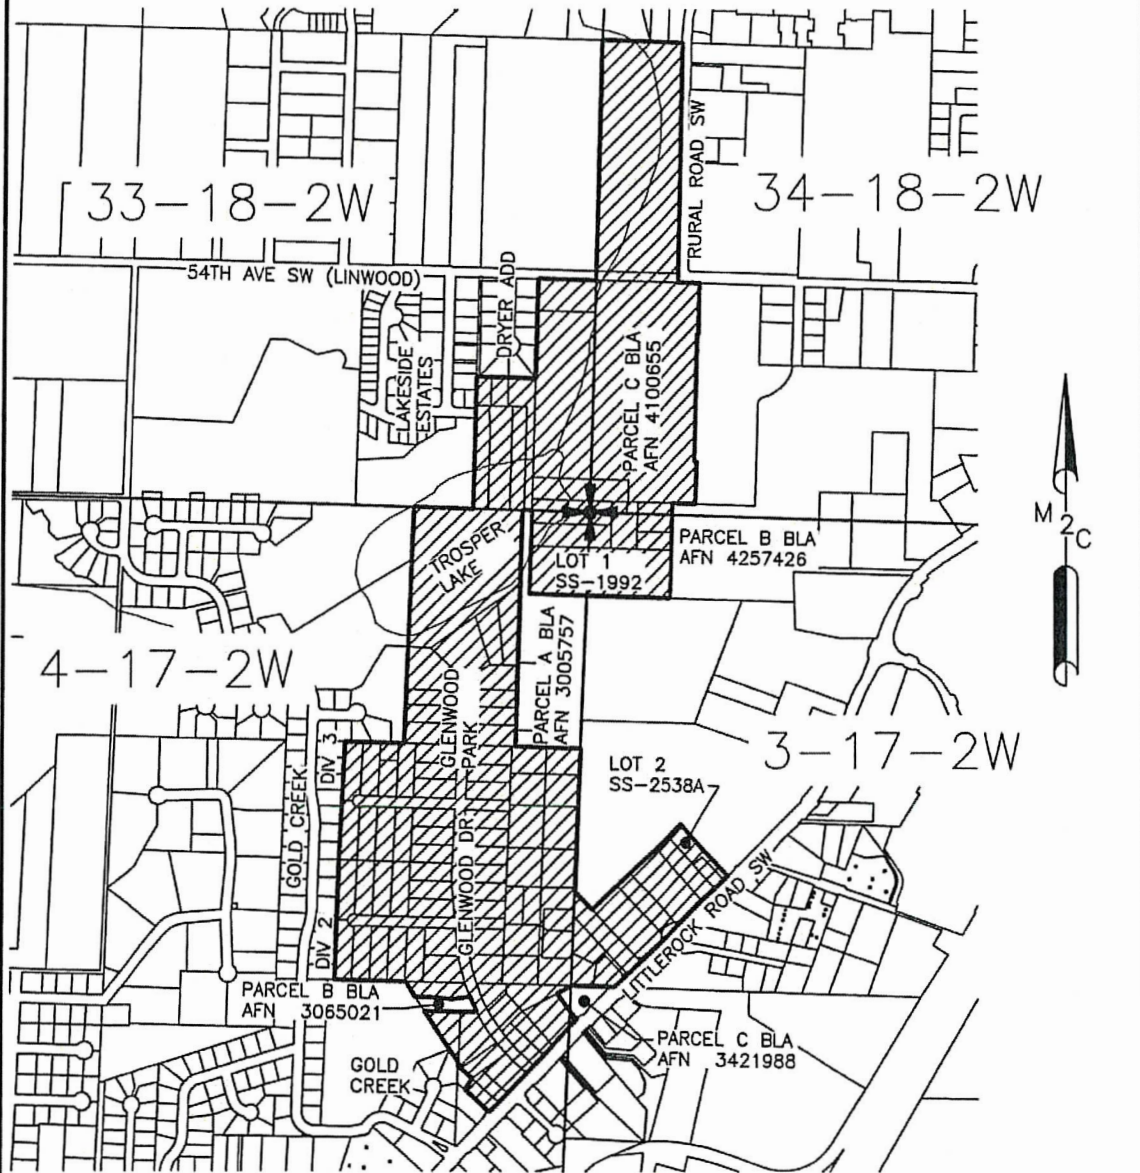 RURAL ROAD SW
33-18-2W
34-18-2W
54TH AVE SW (LINWOOD)
DRYER ADD
LAKESIDE
ESTATES
PARCEL C BLA
AFN 4100655
M2C
TROSPER
LAKE
LOT 1
SS-1992
PARCEL B BLA
AFN 4257426
4-17-2W
PARCEL A BLA
AFN 3005757
GLENWOOD
PARK
3-17-2W
LOT 2
SS-2538A
GOLD CREEK
DIV 3
DIV 2
GLENWOOD DR
LITTLEROCK ROAD SW
PARCEL B BLA
AFN 3065021
PARCEL C BLA
AFN 3421988
GOLD
CREEK